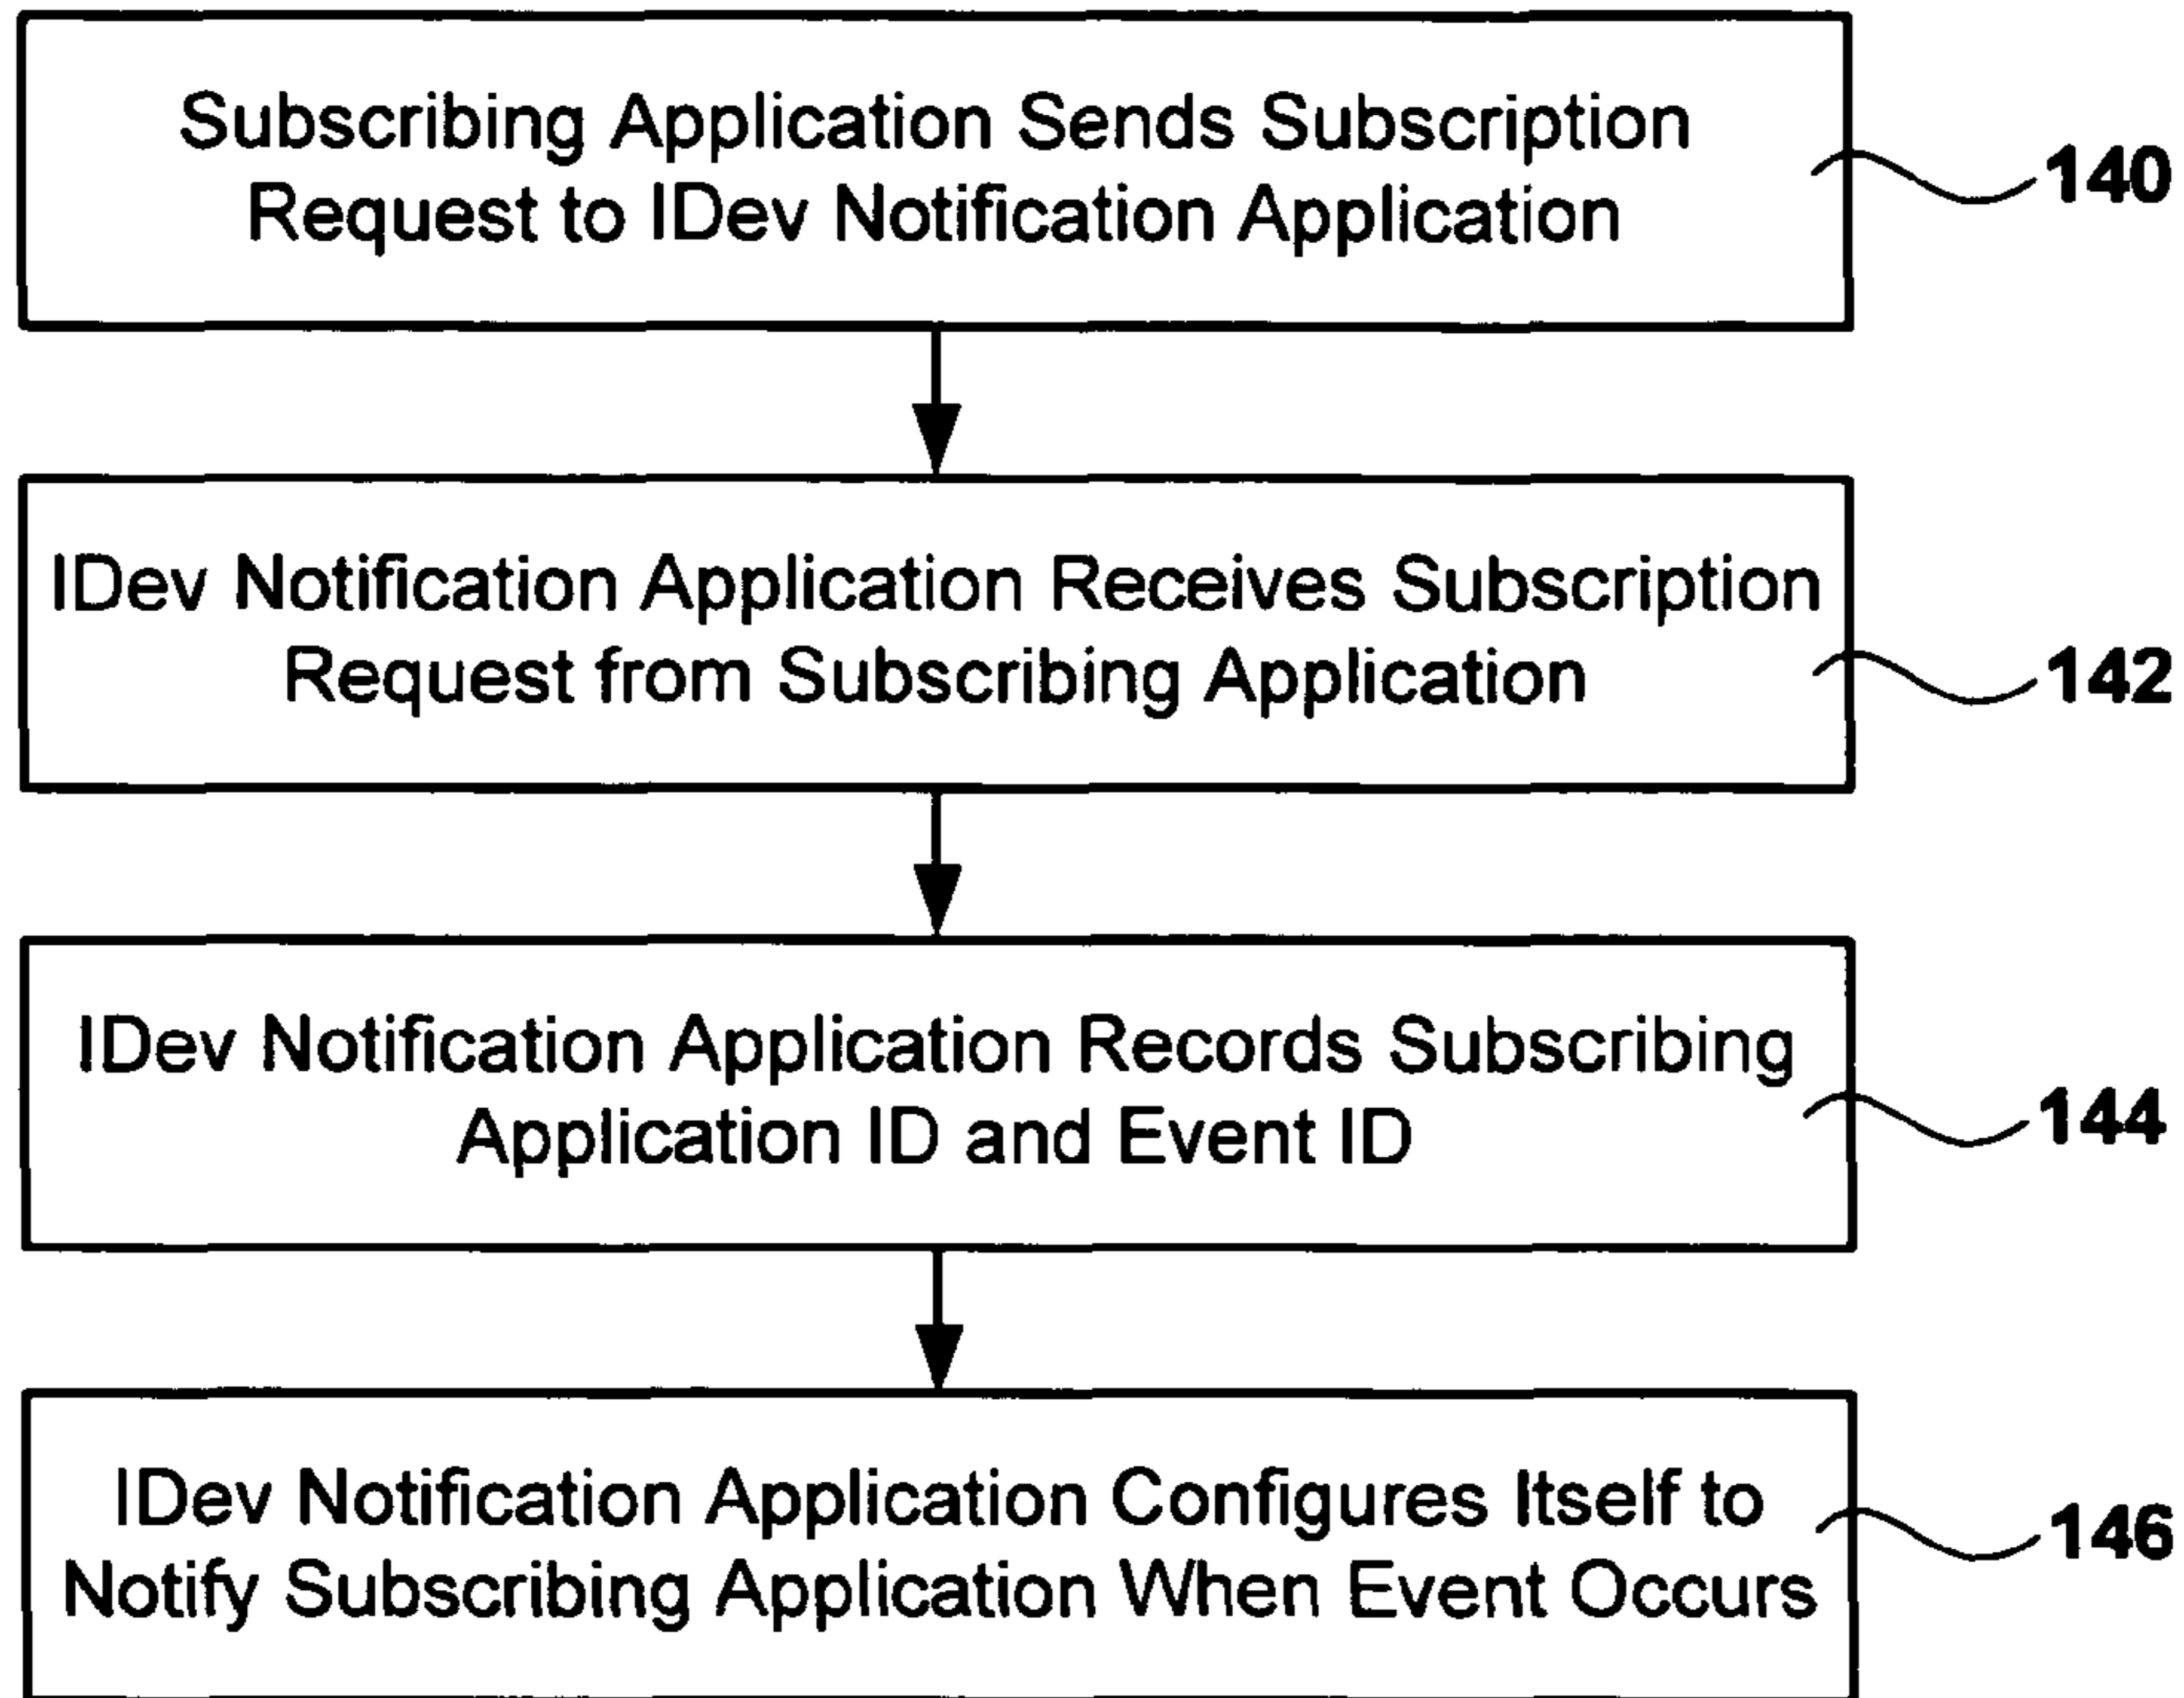 Subscribing Application Sends Subscription
Request to IDev Notification Application
140
IDev Notification Application Receives Subscription
Request from Subscribing Application
142
IDev Notification Application Records Subscribing
Application ID and Event ID
144
IDev Notification Application Configures Itself to
Notify Subscribing Application When Event Occurs
146